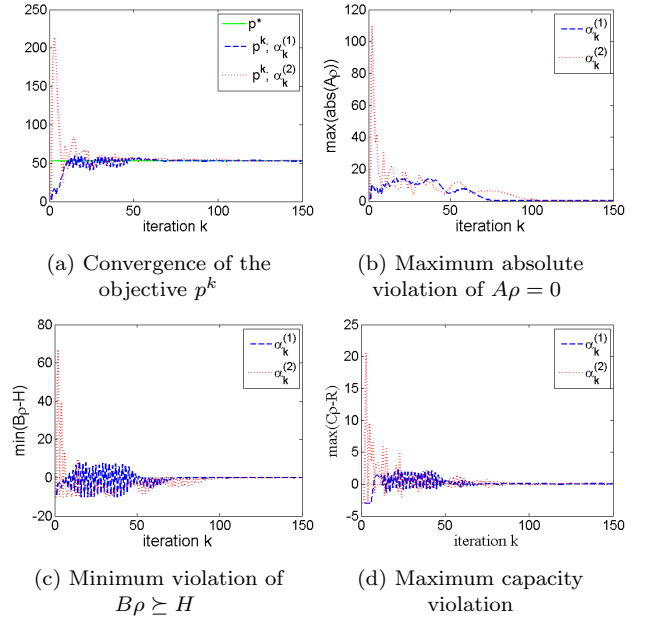 250
200
150
100
50
0
0
50
100
150
iteration k
p*
p^k; α_k^(1)
p^k; α_k^(2)
(a) Convergence of the
objective p^k
120
100
80
60
40
20
0
0
50
100
150
max(abs(Aρ))
iteration k
α_k^(1)
α_k^(2)
(b) Maximum absolute
violation of Aρ = 0
80
60
40
20
0
-20
0
50
100
150
min(Bρ-H)
iteration k
α_k^(1)
α_k^(2)
(c) Minimum violation of
Bρ ⪰ H
25
20
15
10
5
0
-5
0
50
100
150
max(Cρ-R)
iteration k
α_k^(1)
α_k^(2)
(d) Maximum capacity
violation